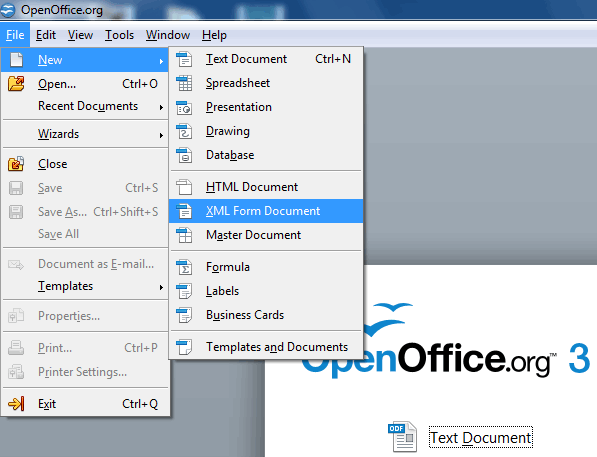 OpenOffice.org
File Edit View Tools Window Help
New
Open... Ctrl+O
Recent Documents
Wizards
Close
Save Ctrl+S
Save As... Ctrl+Shift+S
Save All
Document as E-mail...
Templates
Properties...
Print... Ctrl+P
Printer Settings...
Exit Ctrl+Q
Text Document Ctrl+N
Spreadsheet
Presentation
Drawing
Database
HTML Document
XML Form Document
Master Document
Formula
Labels
Business Cards
Templates and Documents
OpenOffice.org™ 3
ODF
Text Document